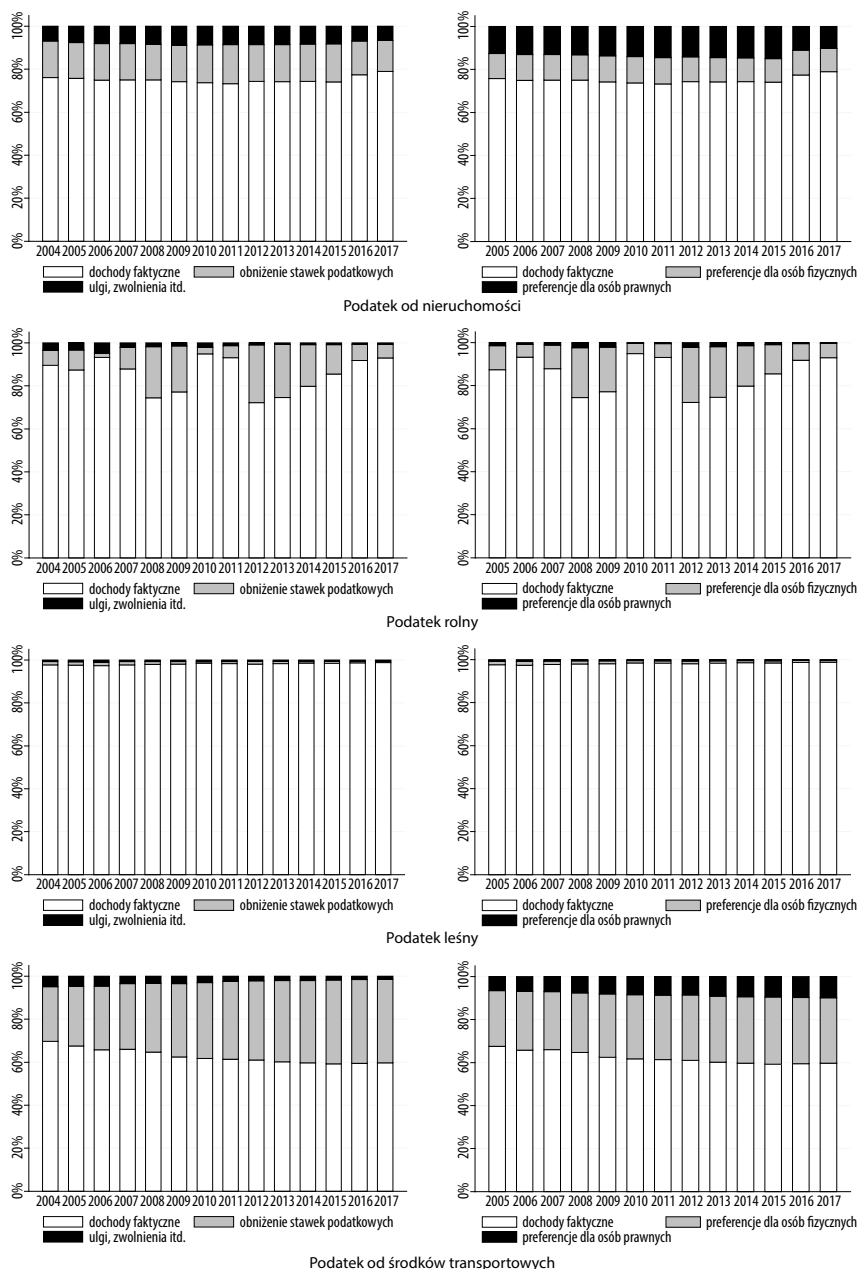 100%
80%
60%
40%
20%
0%
2004 2005 2006 2007 2008 2009 2010 2011 2012 2013 2014 2015 2016 2017
dochody faktyczne obniżenie stawek podatkowych
ulgi, zwolnienia itd.
100%
80%
60%
40%
20%
0%
2005 2006 2007 2008 2009 2010 2011 2012 2013 2014 2015 2016 2017
dochody faktyczne preferencje dla osób fizycznych
preferencje dla osób prawnych
Podatek od nieruchomości
100%
80%
60%
40%
20%
0%
2004 2005 2006 2007 2008 2009 2010 2011 2012 2013 2014 2015 2016 2017
dochody faktyczne obniżenie stawek podatkowych
ulgi, zwolnienia itd.
100%
80%
60%
40%
20%
0%
2005 2006 2007 2008 2009 2010 2011 2012 2013 2014 2015 2016 2017
dochody faktyczne preferencje dla osób fizycznych
preferencje dla osób prawnych
Podatek rolny
100%
80%
60%
40%
20%
0%
2004 2005 2006 2007 2008 2009 2010 2011 2012 2013 2014 2015 2016 2017
dochody faktyczne obniżenie stawek podatkowych
ulgi, zwolnienia itd.
100%
80%
60%
40%
20%
0%
2005 2006 2007 2008 2009 2010 2011 2012 2013 2014 2015 2016 2017
dochody faktyczne preferencje dla osób fizycznych
preferencje dla osób prawnych
Podatek leśny
100%
80%
60%
40%
20%
0%
2004 2005 2006 2007 2008 2009 2010 2011 2012 2013 2014 2015 2016 2017
dochody faktyczne obniżenie stawek podatkowych
ulgi, zwolnienia itd.
100%
80%
60%
40%
20%
0%
2005 2006 2007 2008 2009 2010 2011 2012 2013 2014 2015 2016 2017
dochody faktyczne preferencje dla osób fizycznych
preferencje dla osób prawnych
Podatek od środków transportowych